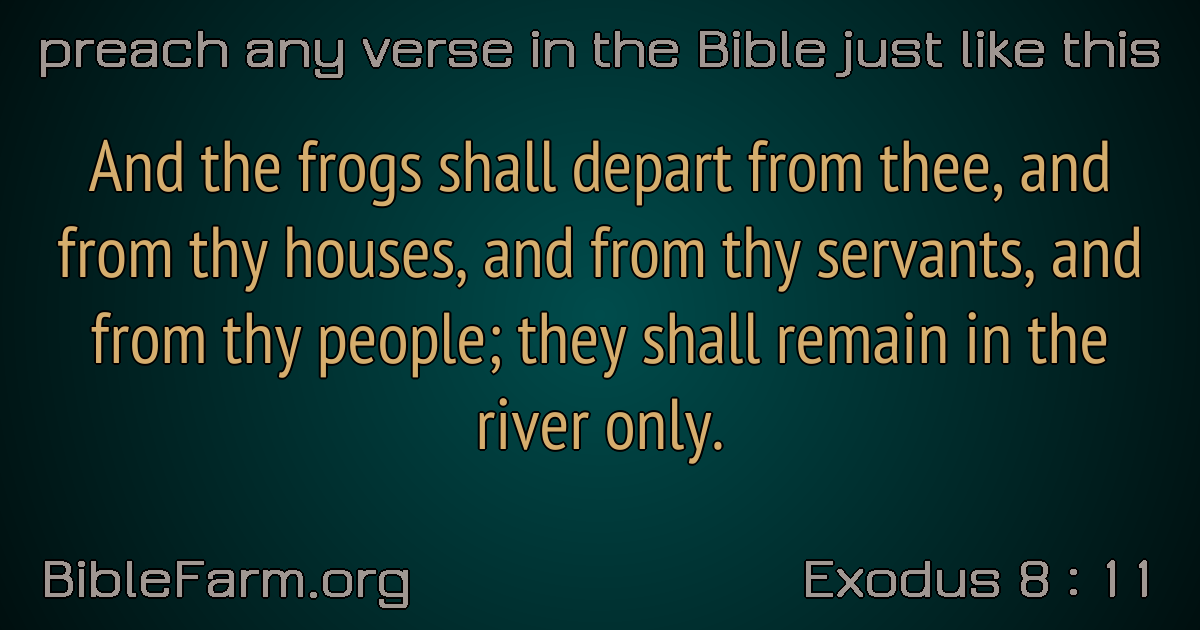 preach any verse in the Bible just like this
And the frogs shall depart from thee, and
from thy houses, and from thy servants, and
from thy people; they shall remain in the
river only.
BibleFarm.org
Exodus 8 : 11